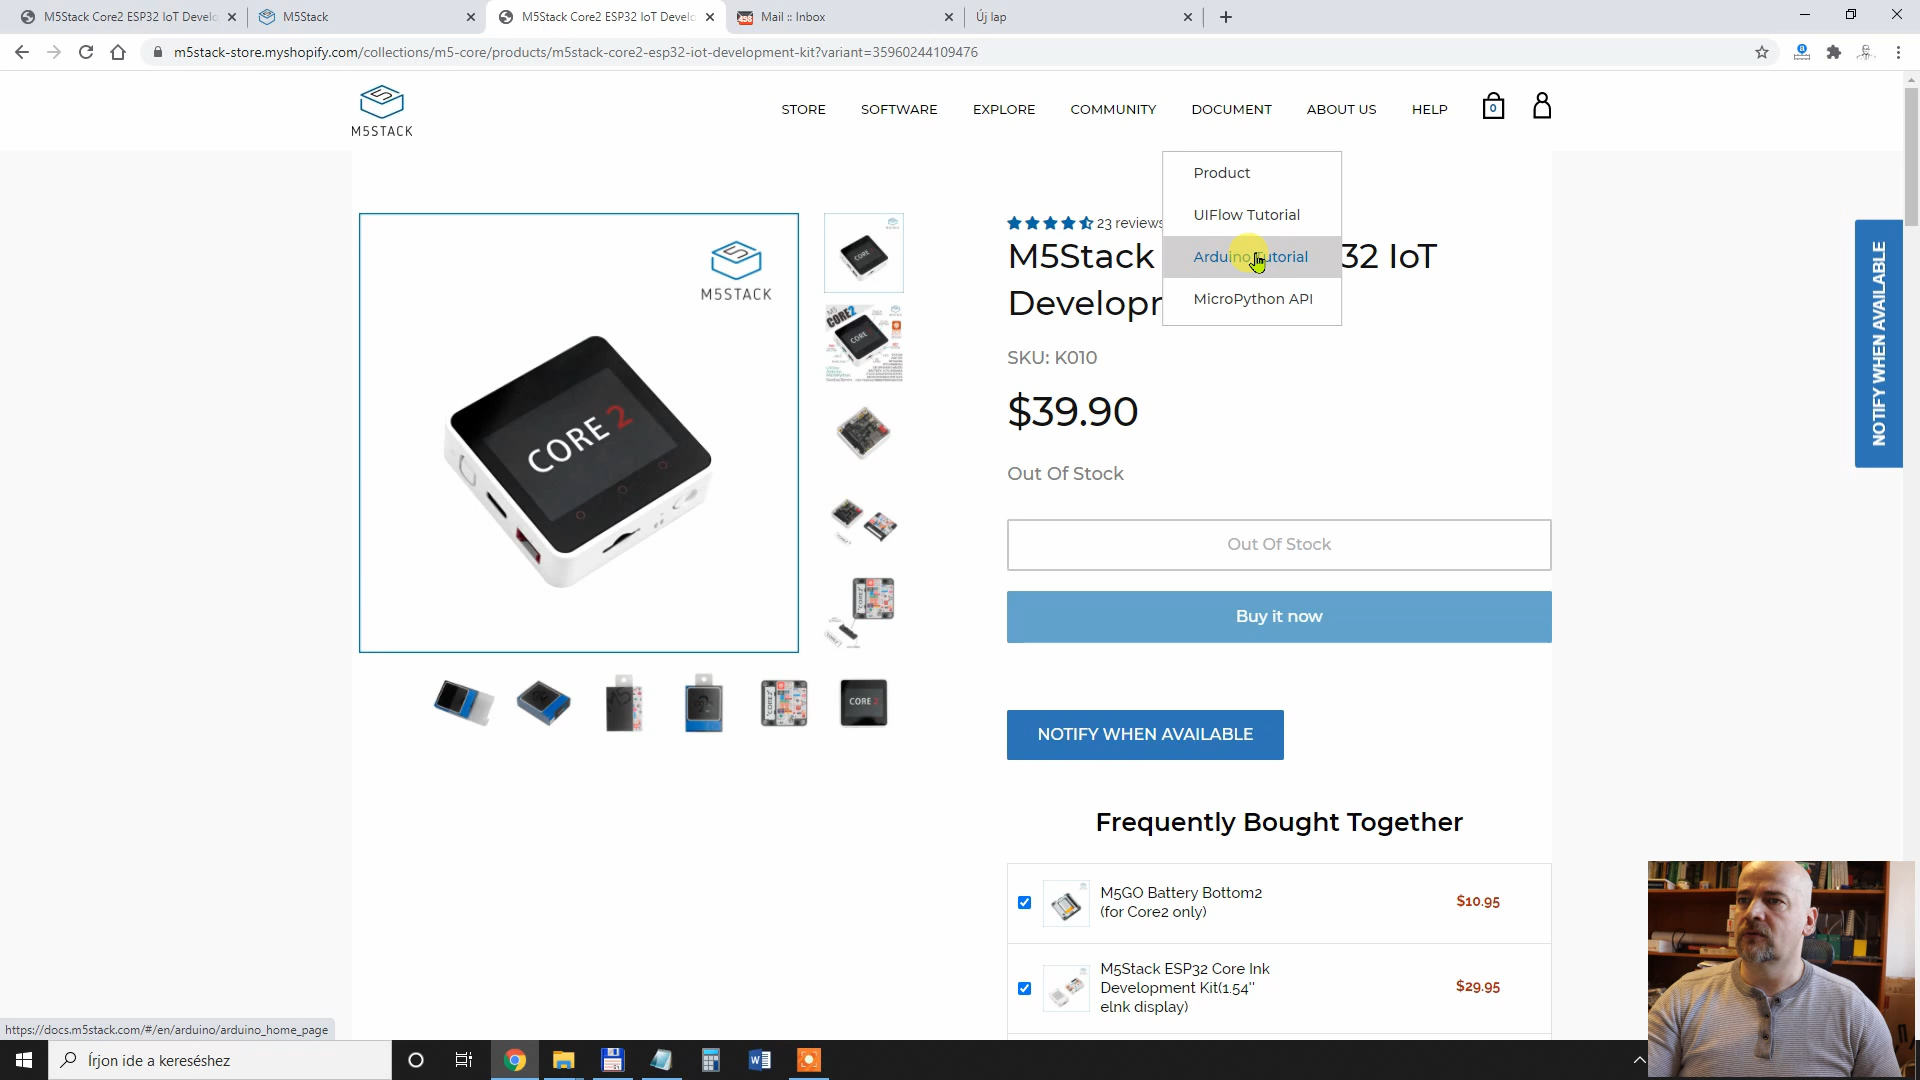 M5Stack Core2 ESP32 IoT Develo
M5Stack
M5Stack Core2 ESP32 IoT Develo
Mail :: Inbox
Új lap
m5stack-store.myshopify.com/collections/m5-core/products/m5stack-core2-esp32-iot-development-kit?variant=35960244109476
M5STACK
STORE
SOFTWARE
EXPLORE
COMMUNITY
DOCUMENT
ABOUT US
HELP
0
Product
UIFlow Tutorial
Arduino Tutorial
MicroPython API
M5STACK
CORE 2
23 reviews
M5Stack 32 IoT
Develop
SKU: K010
$39.90
Out Of Stock
Out Of Stock
Buy it now
NOTIFY WHEN AVAILABLE
NOTIFY WHEN AVAILABLE
Frequently Bought Together
M5GO Battery Bottom2
(for Core2 only)
$10.95
M5Stack ESP32 Core Ink
Development Kit(1.54''
eInk display)
$29.95
https://docs.m5stack.com/#/en/arduino/arduino_home_page
Írjon ide a kereséshez